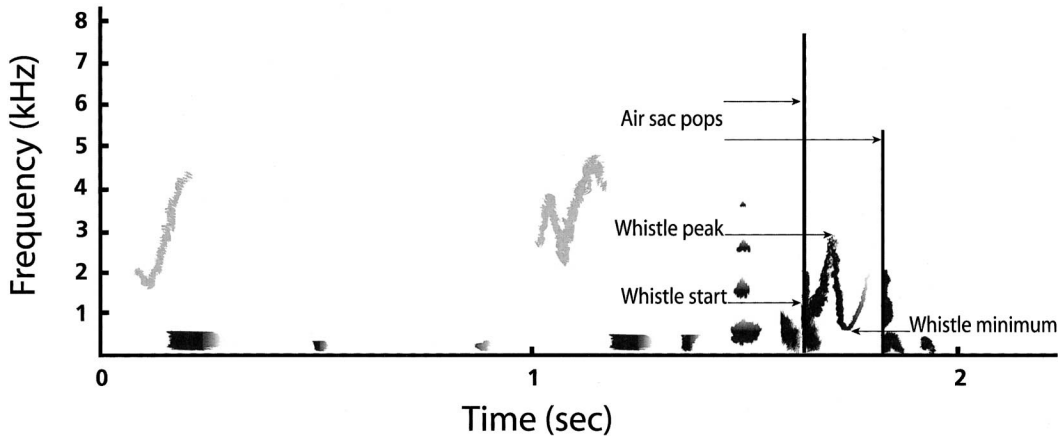 Frequency (kHz)
8
7
6
5
4
3
2
1
Air sac pops
Whistle peak
Whistle start
Whistle minimum
0
1
2
Time (sec)